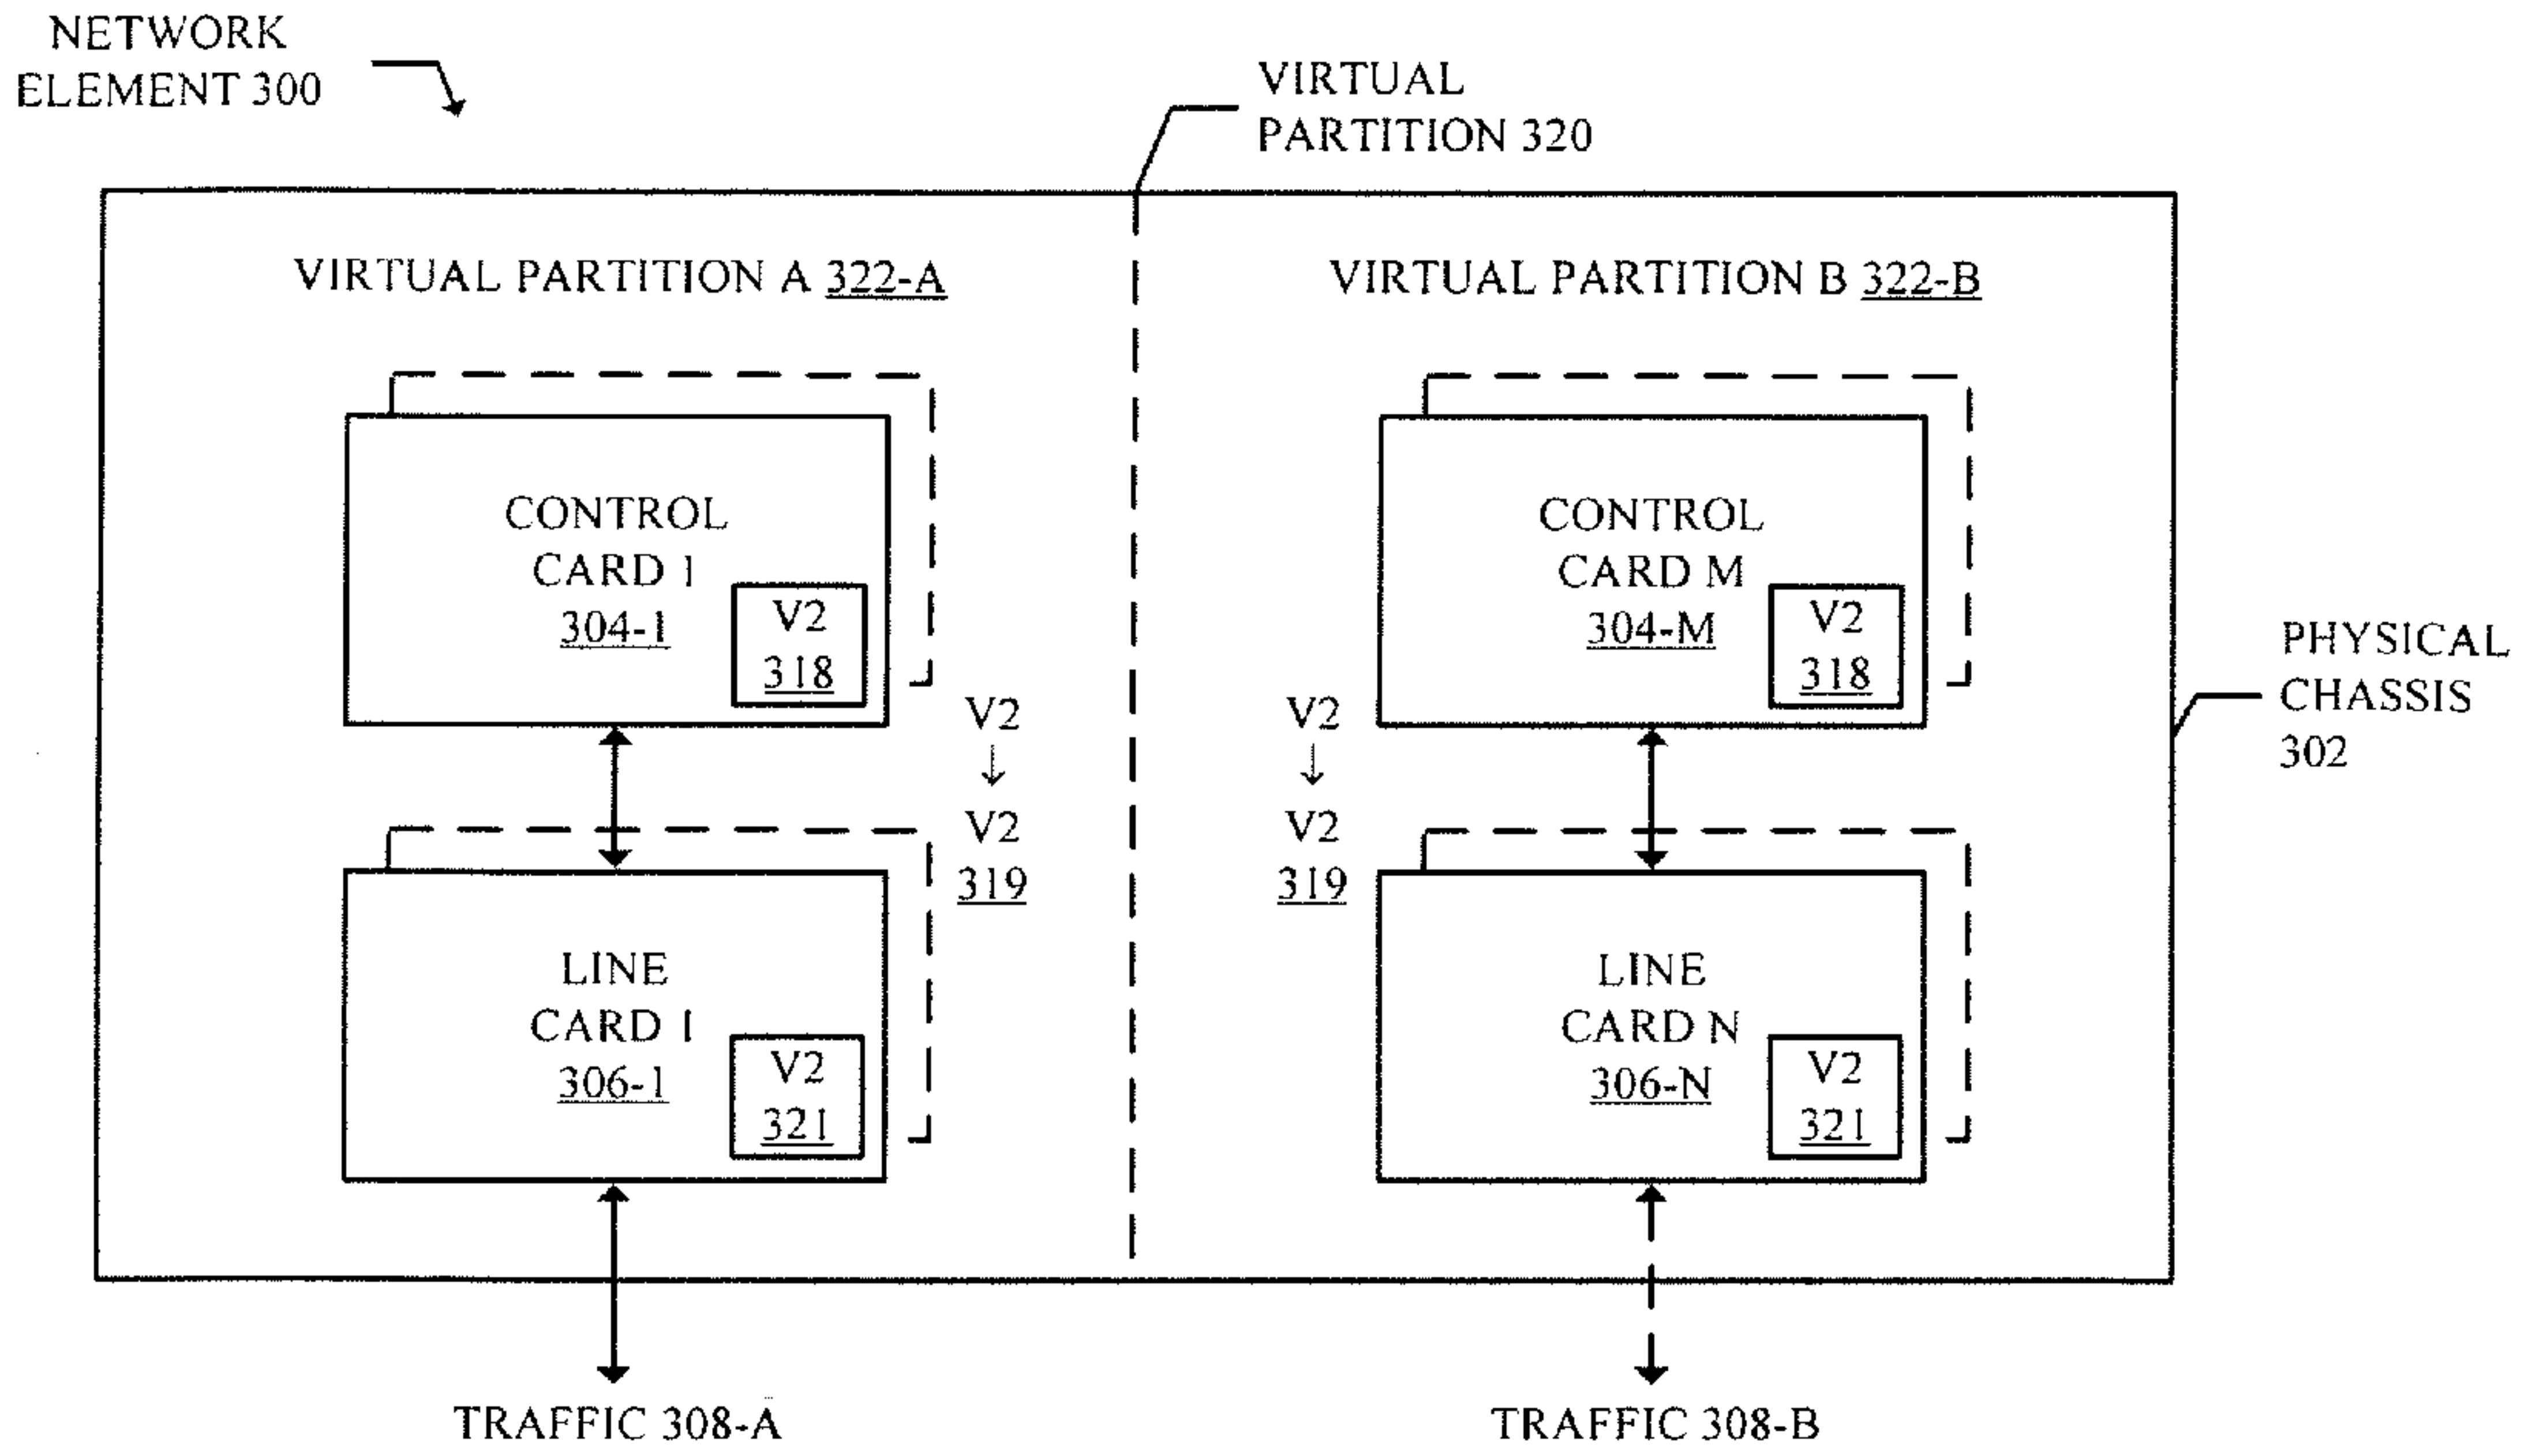 NETWORK
ELEMENT 300
VIRTUAL
PARTITION 320
VIRTUAL PARTITION A 322-A
VIRTUAL PARTITION B 322-B
CONTROL
CARD 1
304-1
V2
318
CONTROL
CARD M
304-M
V2
318
PHYSICAL
CHASSIS
302
V2
↓
V2
319
V2
↓
V2
319
LINE
CARD 1
306-1
V2
321
LINE
CARD N
306-N
V2
321
TRAFFIC 308-A
TRAFFIC 308-B